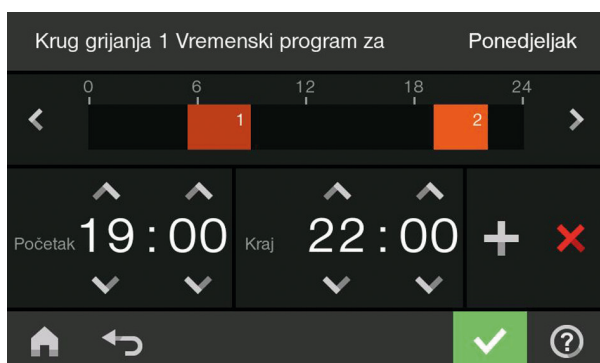 Krug grijanja 1 Vremenski program za Ponedjeljak
0 6 12 18 24
1 2
Početak 19:00 Kraj 22:00